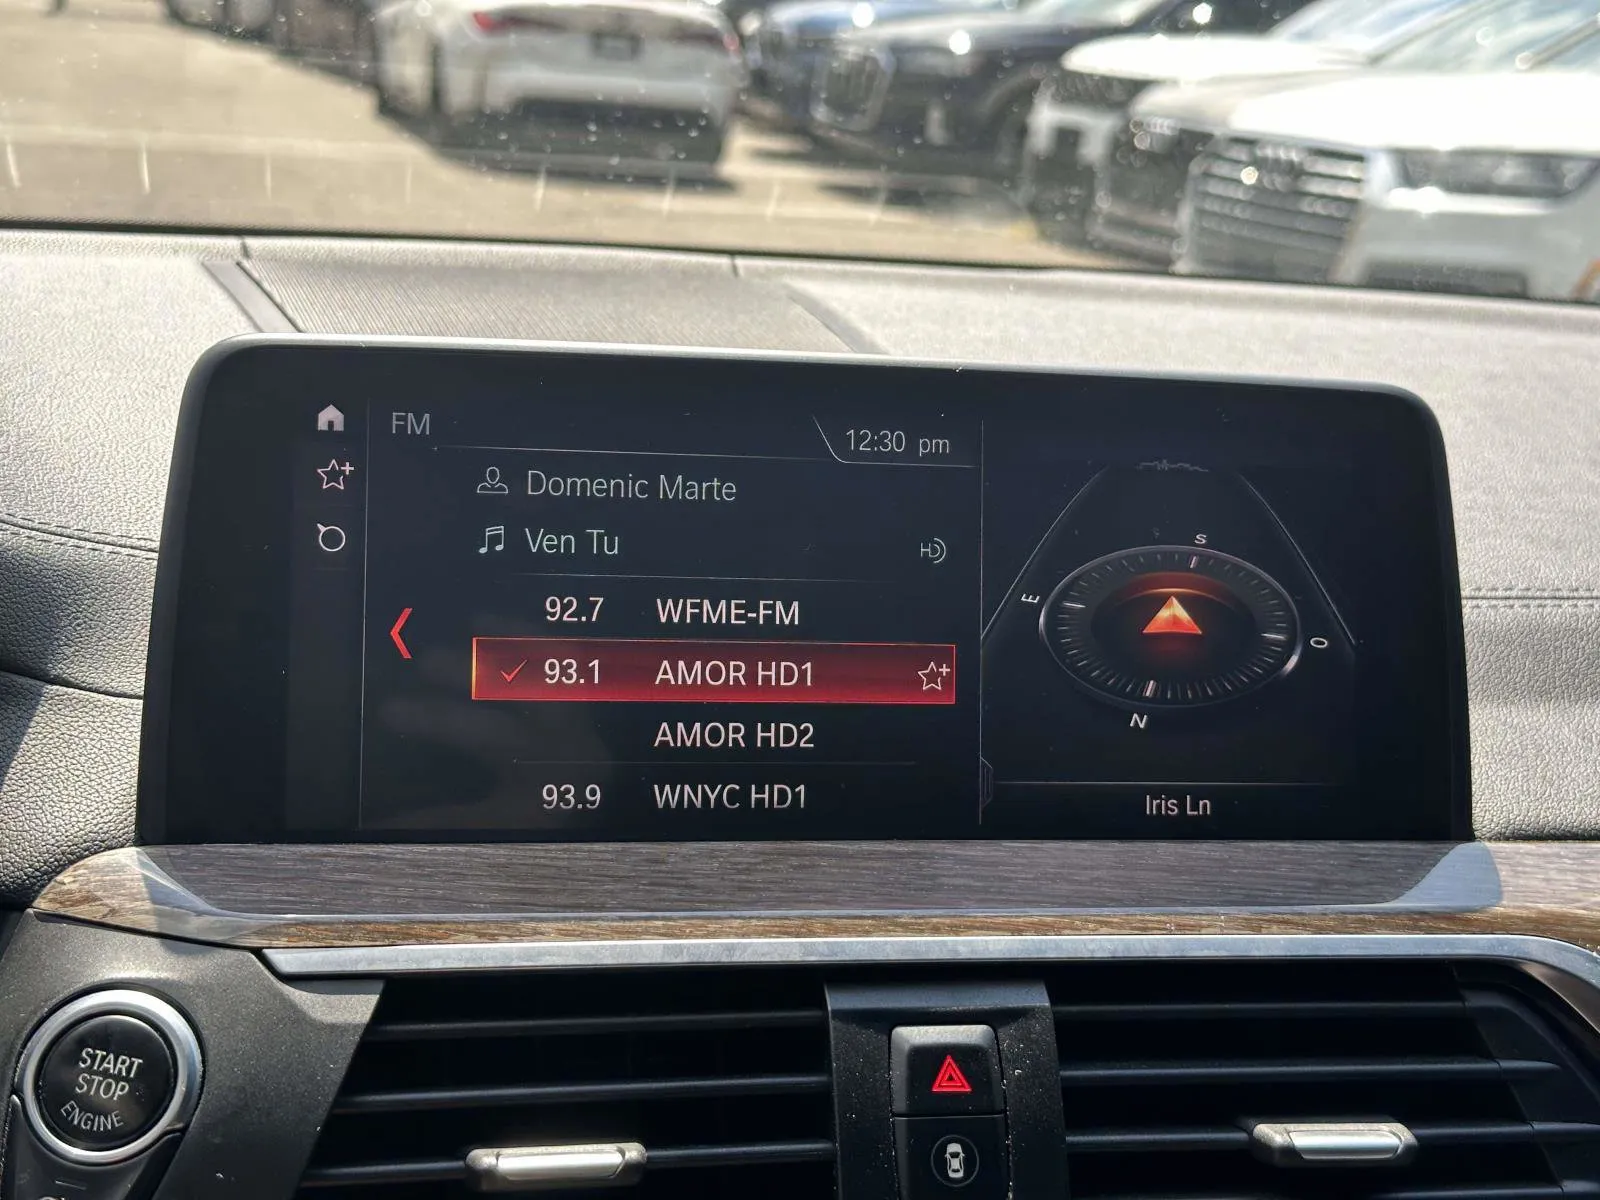 FM
12:30 pm
Domenic Marte
Ven Tu
HD
92.7 WFME-FM
93.1 AMOR HD1
AMOR HD2
93.9 WNYC HD1
S
E
O
N
Iris Ln
START
STOP
ENGINE